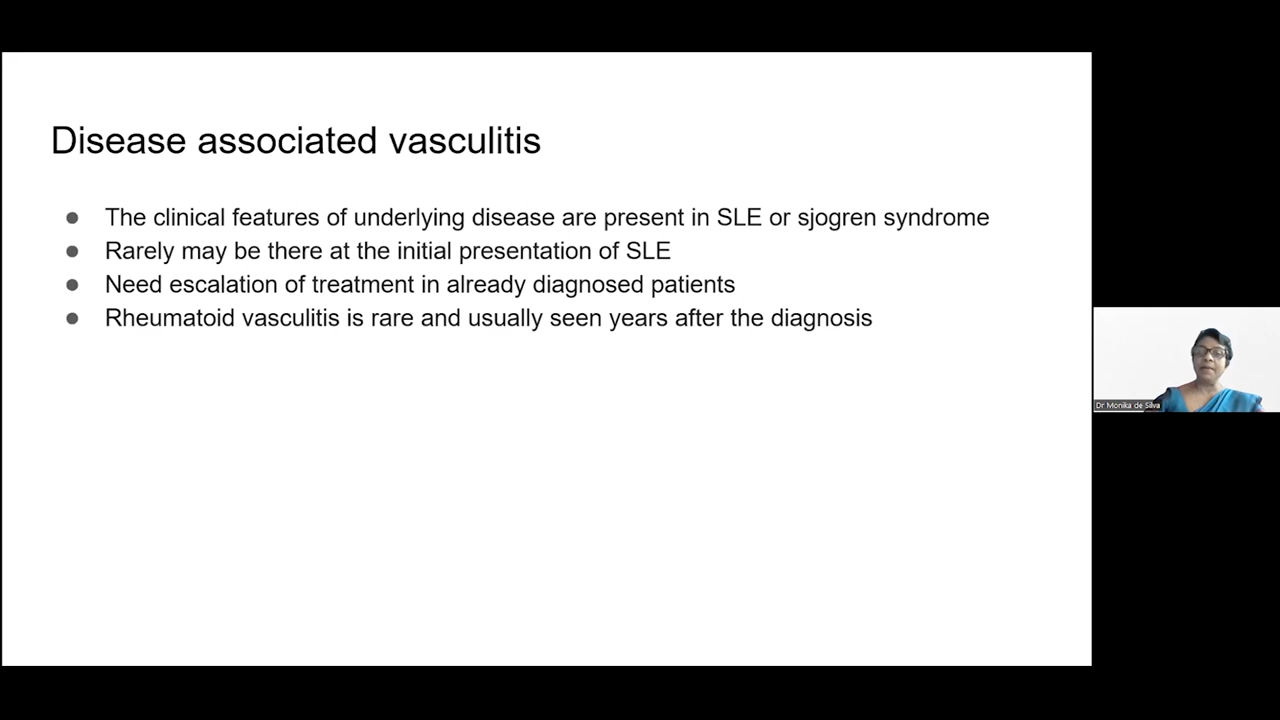 Disease associated vasculitis
● The clinical features of underlying disease are present in SLE or sjogren syndrome
● Rarely may be there at the initial presentation of SLE
● Need escalation of treatment in already diagnosed patients
● Rheumatoid vasculitis is rare and usually seen years after the diagnosis
Dr Monika de Silva